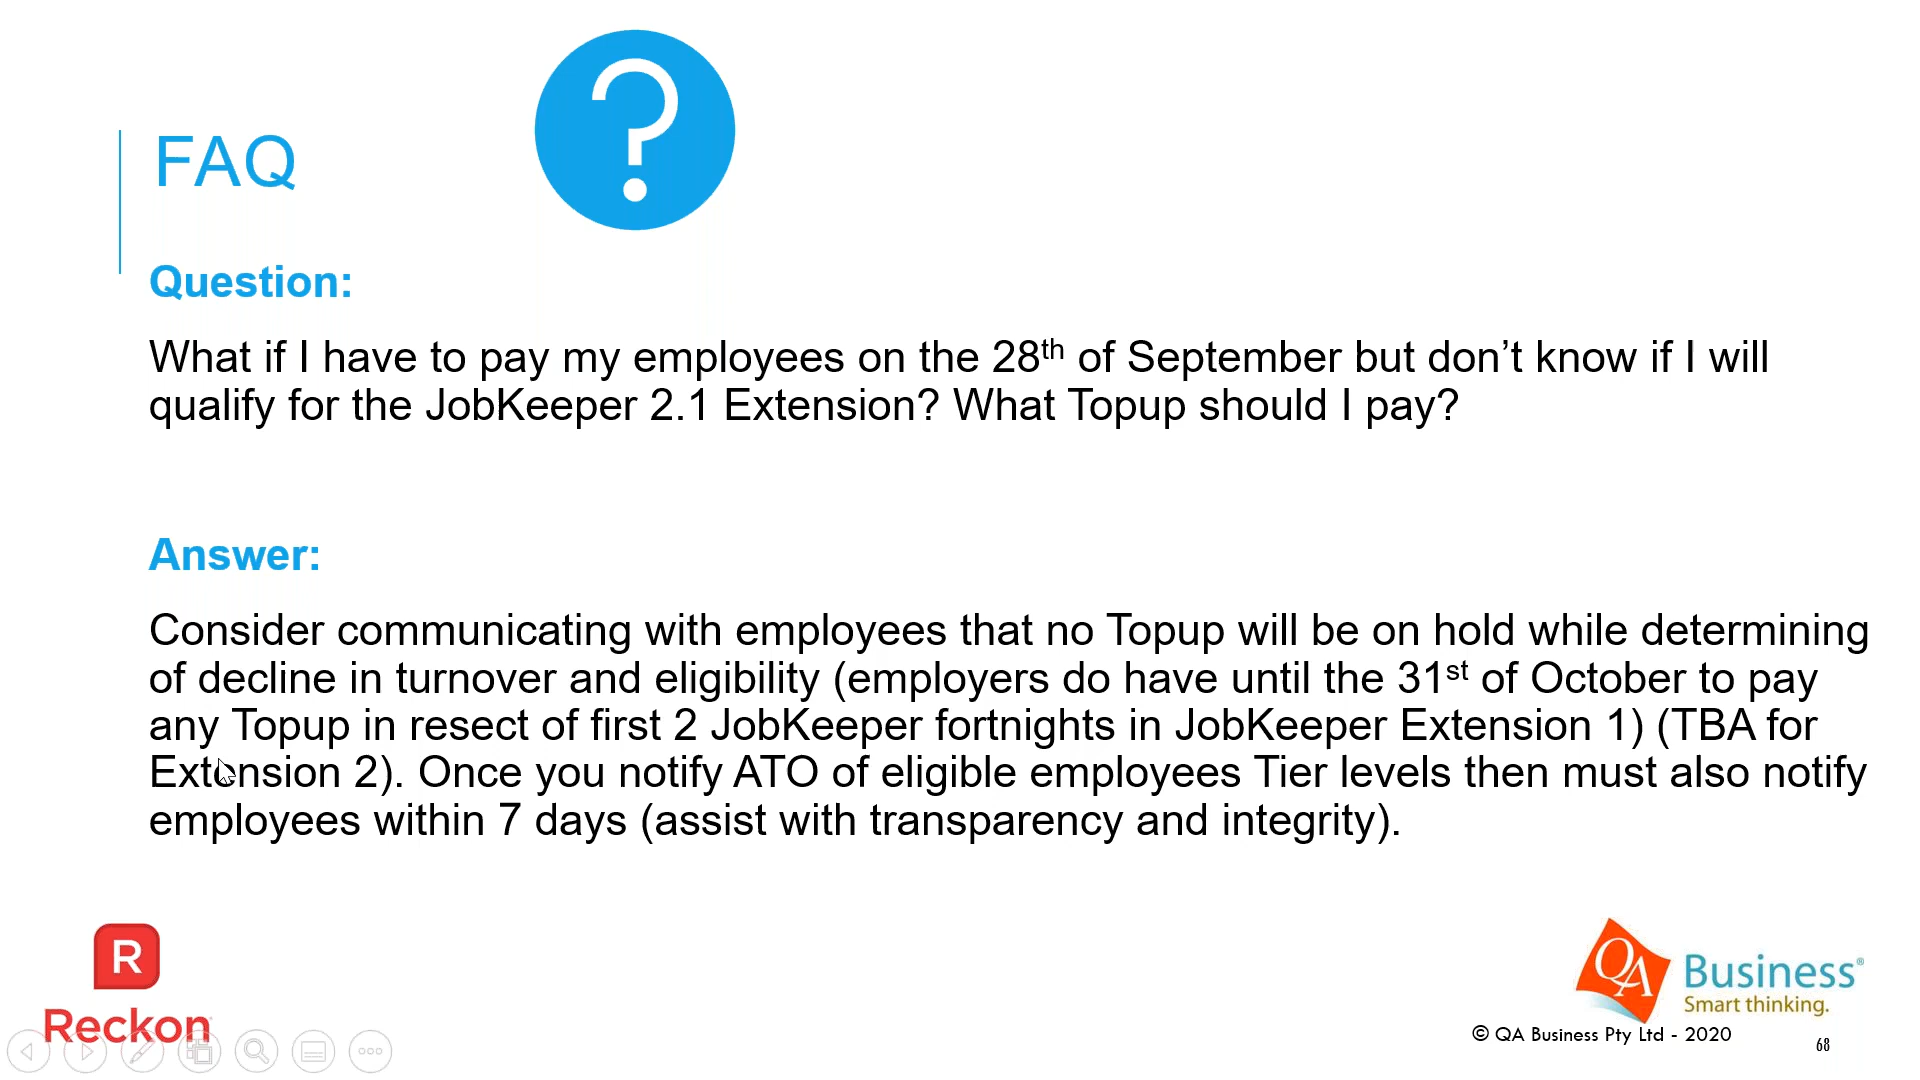 FAQ
Question:
What if I have to pay my employees on the 28th of September but don’t know if I will
qualify for the JobKeeper 2.1 Extension? What Topup should I pay?
Answer:
Consider communicating with employees that no Topup will be on hold while determining
of decline in turnover and eligibility (employers do have until the 31st of October to pay
any Topup in resect of first 2 JobKeeper fortnights in JobKeeper Extension 1) (TBA for
Extension 2). Once you notify ATO of eligible employees Tier levels then must also notify
employees within 7 days (assist with transparency and integrity).
R
Reckon
QA Business®
Smart thinking.
© QA Business Pty Ltd - 2020
68